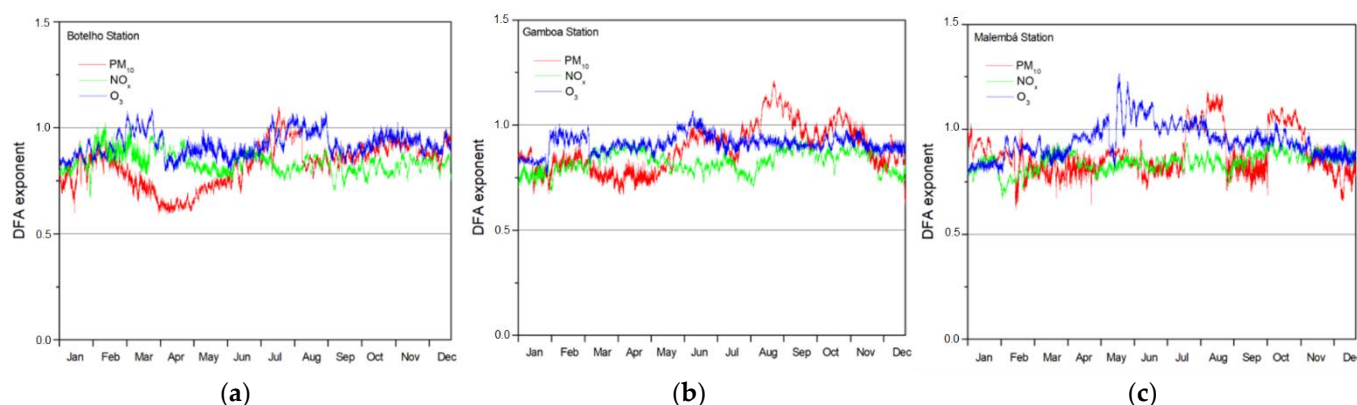 1.5
Botelho Station
PM10
NOx
O3
1.0
DFA exponent
0.5
0.0
Jan Feb Mar Apr May Jun Jul Aug Sep Oct Nov Dec
(a)
1.5
Gamboa Station
PM10
NOx
O3
1.0
DFA exponent
0.5
0.0
Jan Feb Mar Apr May Jun Jul Aug Sep Oct Nov Dec
(b)
1.5
Malembá Station
PM10
NOx
O3
1.0
DFA exponent
0.5
0.0
Jan Feb Mar Apr May Jun Jul Aug Sep Oct Nov Dec
(c)